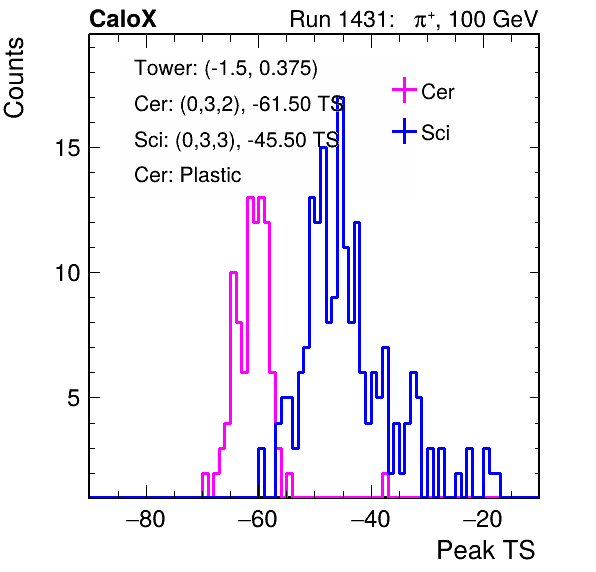 CaloX Run 1431: π⁺, 100 GeV
Counts
Tower: (-1.5, 0.375)
Cer: (0,3,2), -61.50 TS
Sci: (0,3,3), -45.50 TS
Cer: Plastic
Cer
Sci
15
10
5
−80 −60 −40 −20
Peak TS